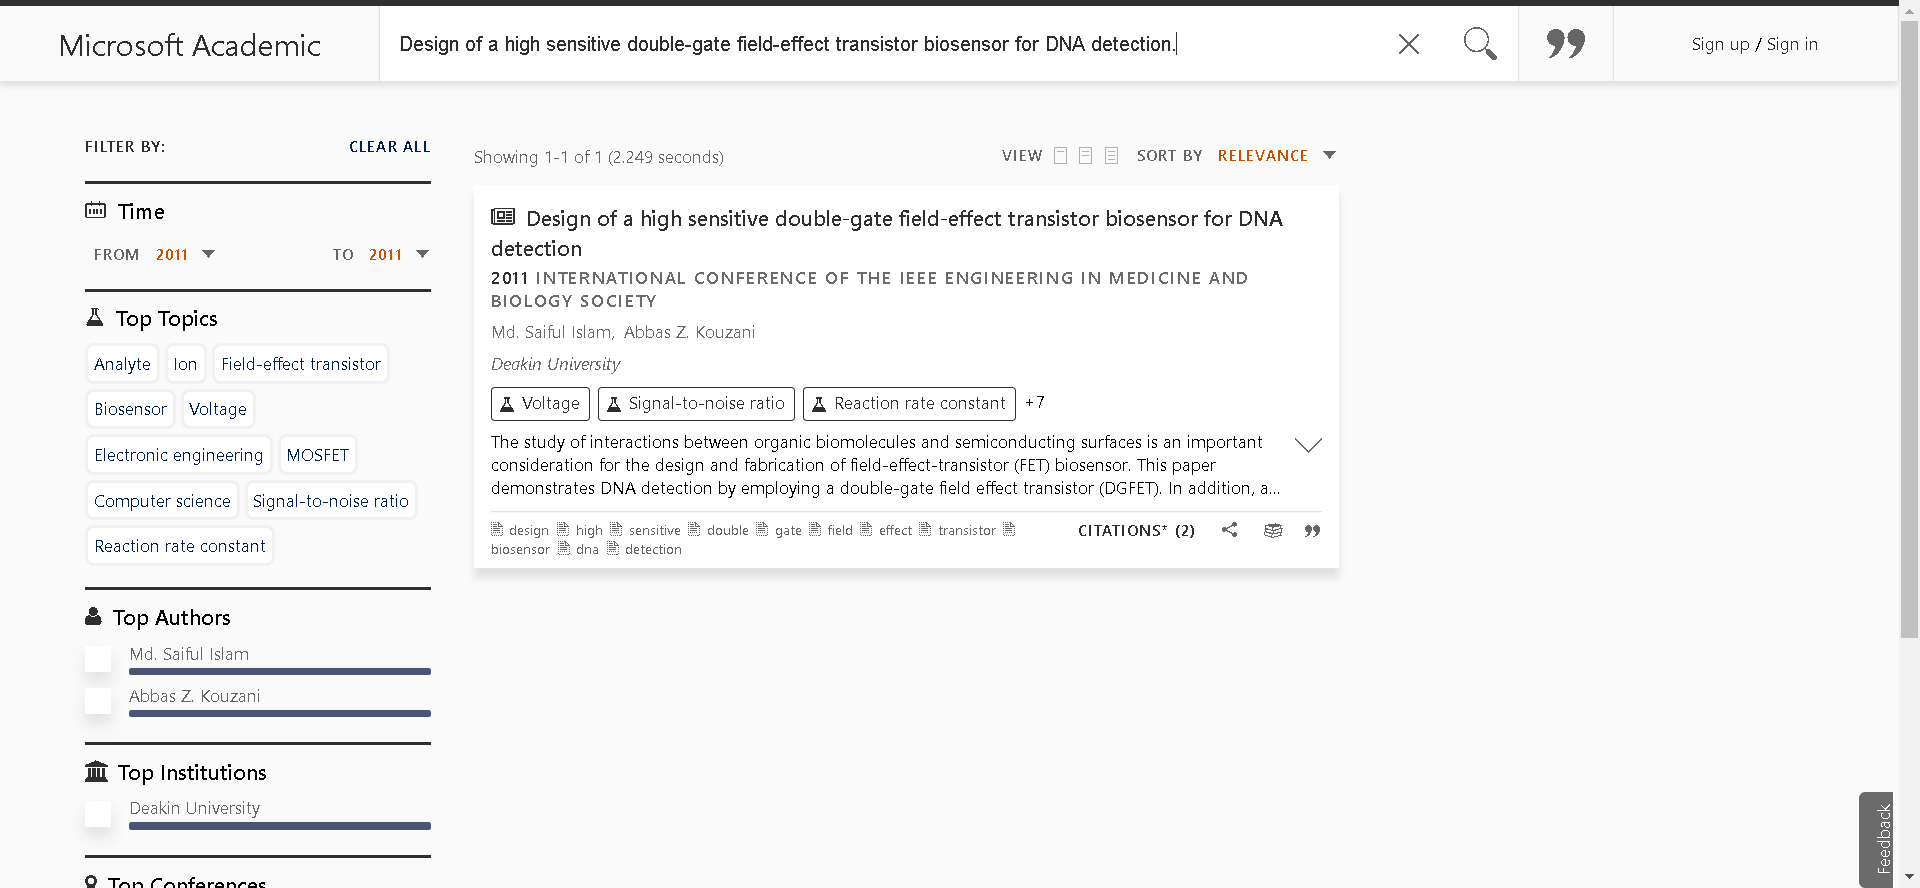 Microsoft Academic
Design of a high sensitive double-gate field-effect transistor biosensor for DNA detection.
Sign up / Sign in
FILTER BY:
CLEAR ALL
Time
FROM 2011
TO 2011
Top Topics
Analyte Ion Field-effect transistor
Biosensor Voltage
Electronic engineering MOSFET
Computer science Signal-to-noise ratio
Reaction rate constant
Top Authors
Md. Saiful Islam
Abbas Z. Kouzani
Top Institutions
Deakin University
Top Conferences
Showing 1-1 of 1 (2.249 seconds)
VIEW
SORT BY RELEVANCE
Design of a high sensitive double-gate field-effect transistor biosensor for DNA
detection
2011 INTERNATIONAL CONFERENCE OF THE IEEE ENGINEERING IN MEDICINE AND
BIOLOGY SOCIETY
Md. Saiful Islam, Abbas Z. Kouzani
Deakin University
Voltage Signal-to-noise ratio Reaction rate constant +7
The study of interactions between organic biomolecules and semiconducting surfaces is an important
consideration for the design and fabrication of field-effect-transistor (FET) biosensor. This paper
demonstrates DNA detection by employing a double-gate field effect transistor (DGFET). In addition, a...
design high sensitive double gate field effect transistor
biosensor dna detection
CITATIONS* (2)
Feedback